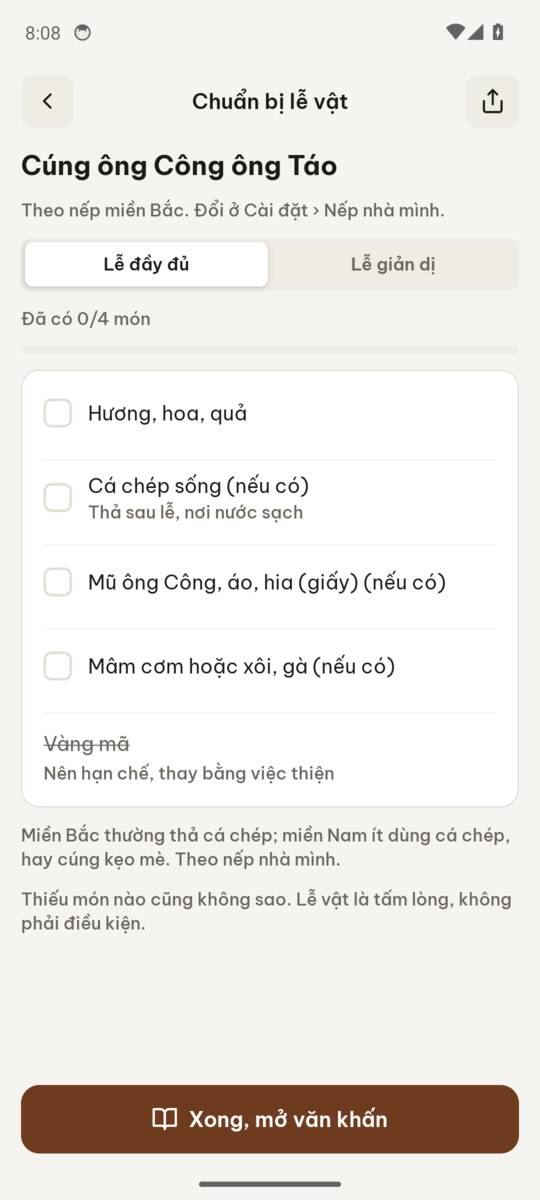 8:08
Chuẩn bị lễ vật
Cúng ông Công ông Táo
Theo nếp miền Bắc. Đổi ở Cài đặt › Nếp nhà mình.
Lễ đầy đủ
Lễ giản dị
Đã có 0/4 món
Hương, hoa, quả
Cá chép sống (nếu có)
Thả sau lễ, nơi nước sạch
Mũ ông Công, áo, hia (giấy) (nếu có)
Mâm cơm hoặc xôi, gà (nếu có)
Vàng mã
Nên hạn chế, thay bằng việc thiện
Miền Bắc thường thả cá chép; miền Nam ít dùng cá chép,
hay cúng kẹo mè. Theo nếp nhà mình.
Thiếu món nào cũng không sao. Lễ vật là tấm lòng, không
phải điều kiện.
Xong, mở văn khấn